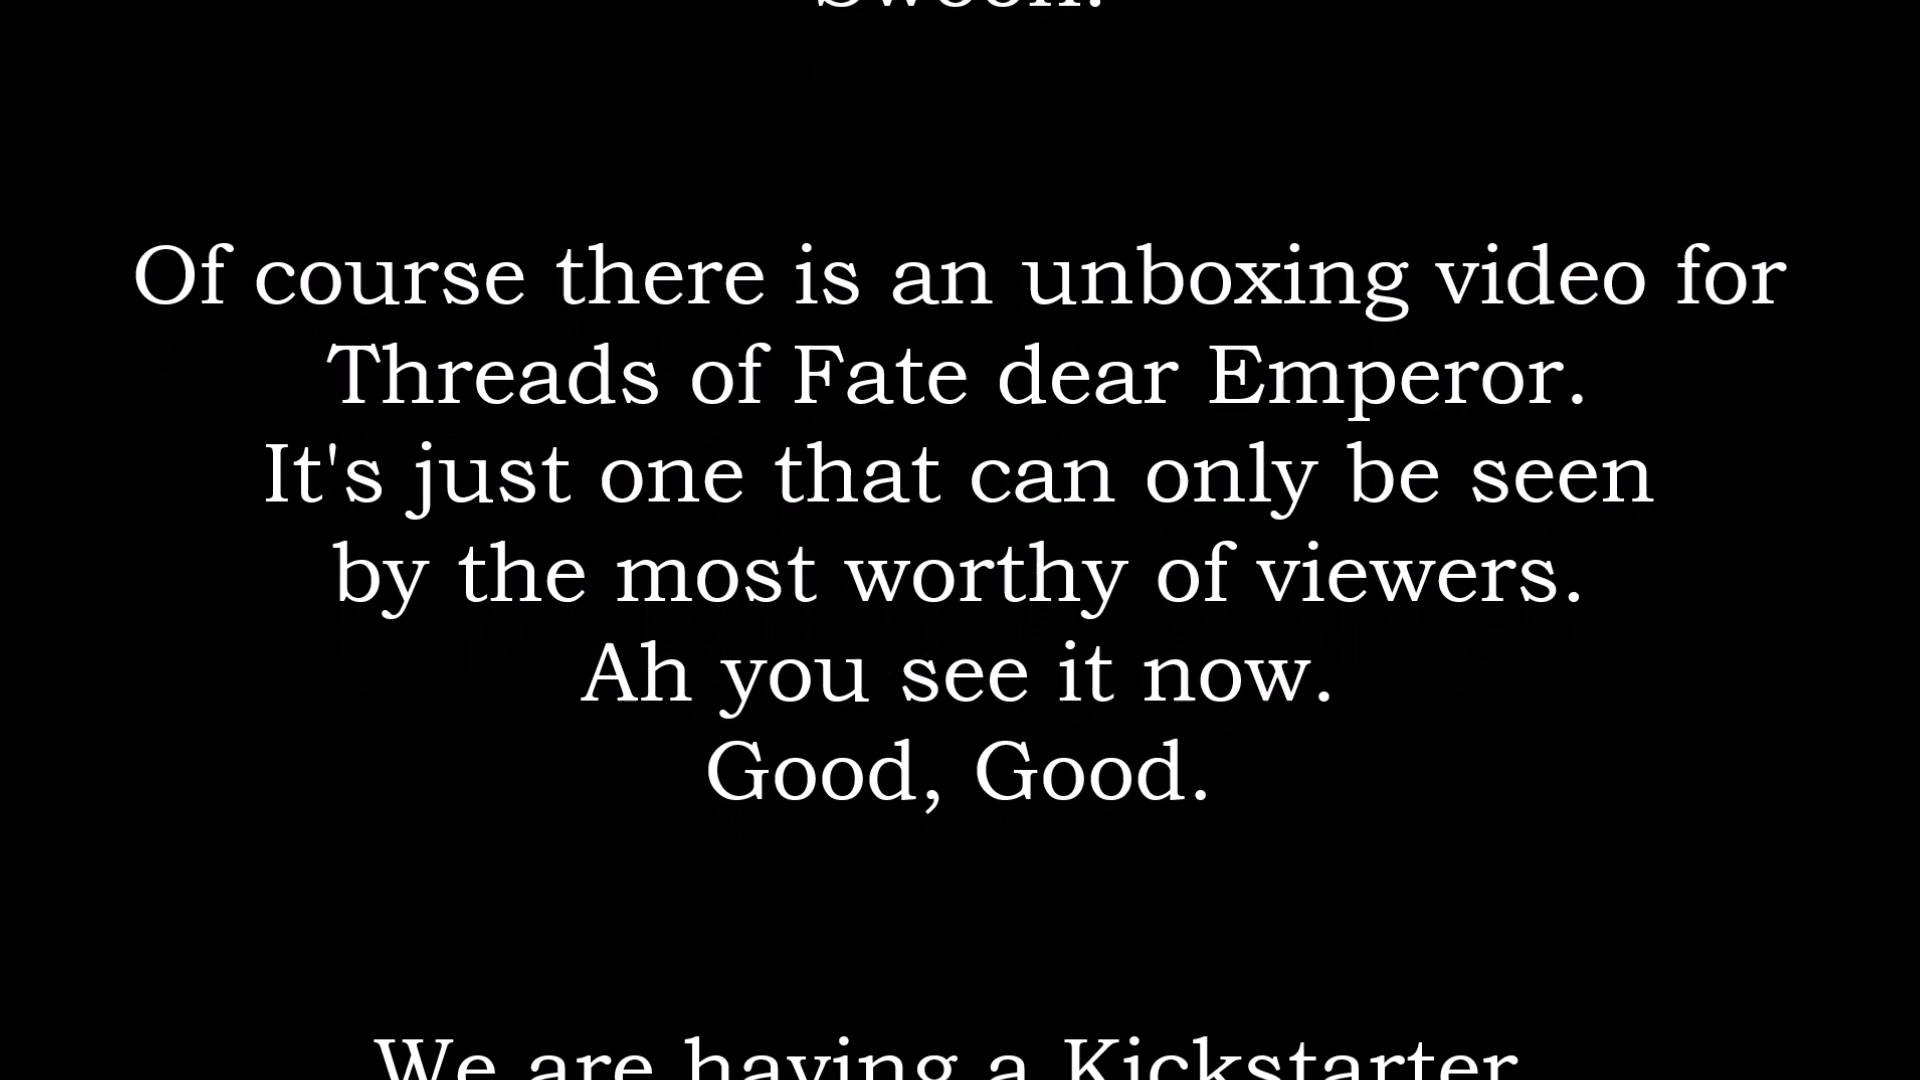 Swoon.
Of course there is an unboxing video for
Threads of Fate dear Emperor.
It's just one that can only be seen
by the most worthy of viewers.
Ah you see it now.
Good, Good.
We are having a Kickstarter